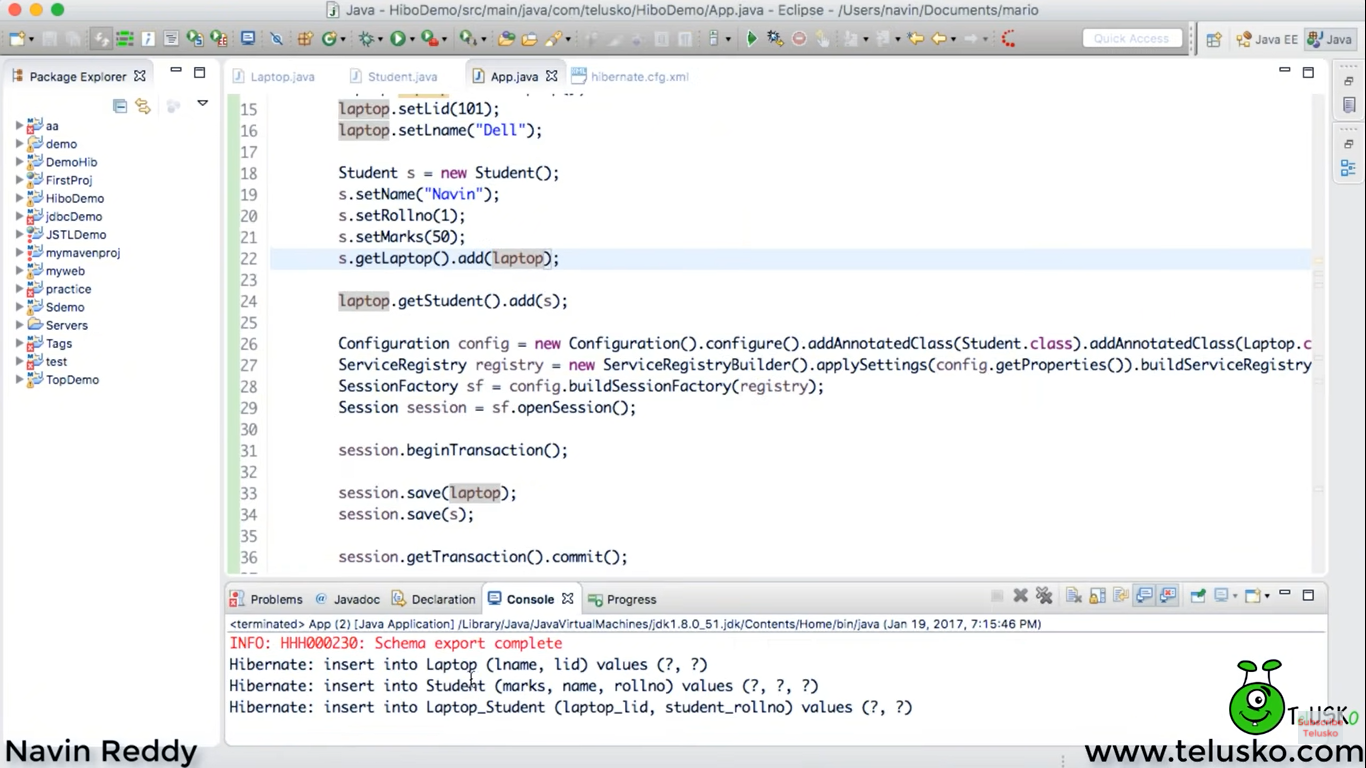 Java - HiboDemo/src/main/java/com/telusko/HiboDemo/App.java - Eclipse - /Users/navin/Documents/mario
Quick Access
Java EE
Java
Package Explorer
Laptop.java
Student.java
App.java
hibernate.cfg.xml
aa
demo
DemoHib
FirstProj
HiboDemo
jdbcDemo
JSTLDemo
mymavenproj
myweb
practice
Sdemo
Servers
Tags
test
TopDemo
15 laptop.setLid(101);
16 laptop.setLname("Dell");
17
18 Student s = new Student();
19 s.setName("Navin");
20 s.setRollno(1);
21 s.setMarks(50);
22 s.getLaptop().add(laptop);
23
24 laptop.getStudent().add(s);
25
26 Configuration config = new Configuration().configure().addAnnotatedClass(Student.class).addAnnotatedClass(Laptop.c
27 ServiceRegistry registry = new ServiceRegistryBuilder().applySettings(config.getProperties()).buildServiceRegistry
28 SessionFactory sf = config.buildSessionFactory(registry);
29 Session session = sf.openSession();
30
31 session.beginTransaction();
32
33 session.save(laptop);
34 session.save(s);
35
36 session.getTransaction().commit();
Problems
@ Javadoc
Declaration
Console
Progress
<terminated> App (2) [Java Application] /Library/Java/JavaVirtualMachines/jdk1.8.0_51.jdk/Contents/Home/bin/java (Jan 19, 2017, 7:15:46 PM)
INFO: HHH000230: Schema export complete
Hibernate: insert into Laptop (lname, lid) values (?, ?)
Hibernate: insert into Student (marks, name, rollno) values (?, ?, ?)
Hibernate: insert into Laptop_Student (laptop_lid, student_rollno) values (?, ?)
Subscribe
Telusko
Navin Reddy
www.telusko.com